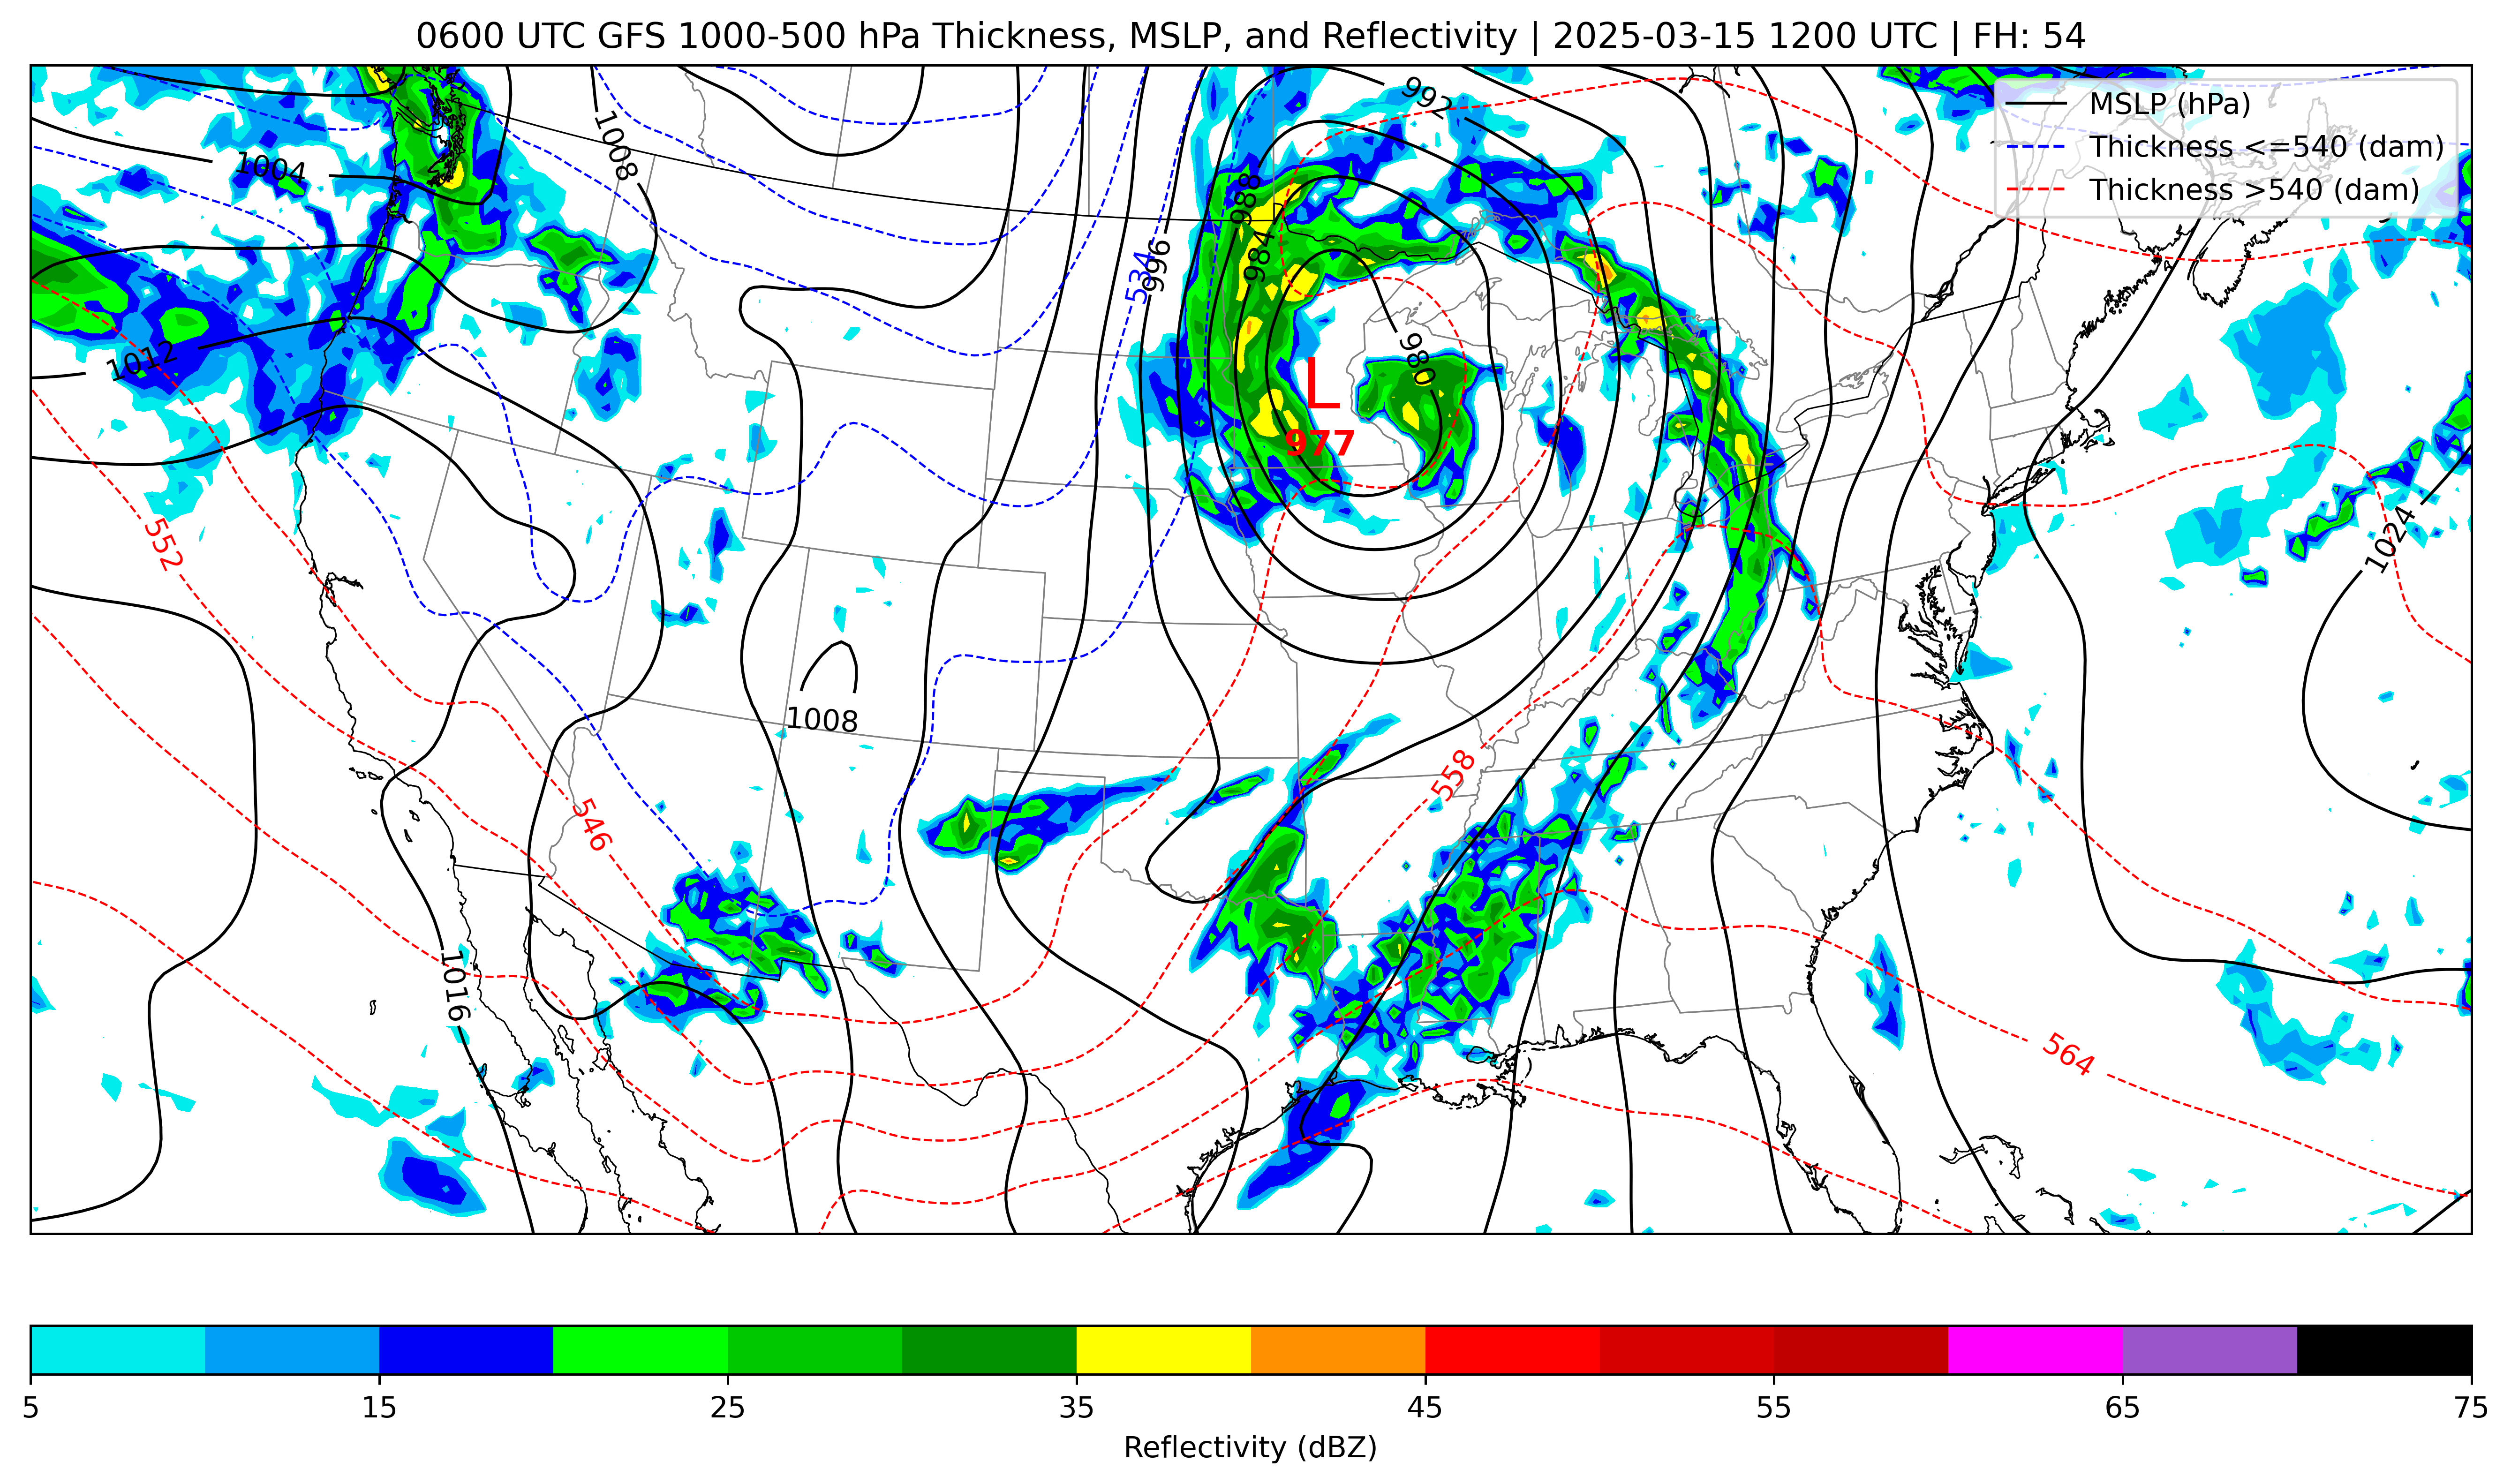 0600 UTC GFS 1000-500 hPa Thickness, MSLP, and Reflectivity | 2025-03-15 1200 UTC | FH: 54
MSLP (hPa)
Thickness <=540 (dam)
Thickness >540 (dam)
992
1008
1004
988
984
996
534
980
1012
L
977
552
1024
1008
558
546
1016
564
5 15 25 35 45 55 65 75
Reflectivity (dBZ)